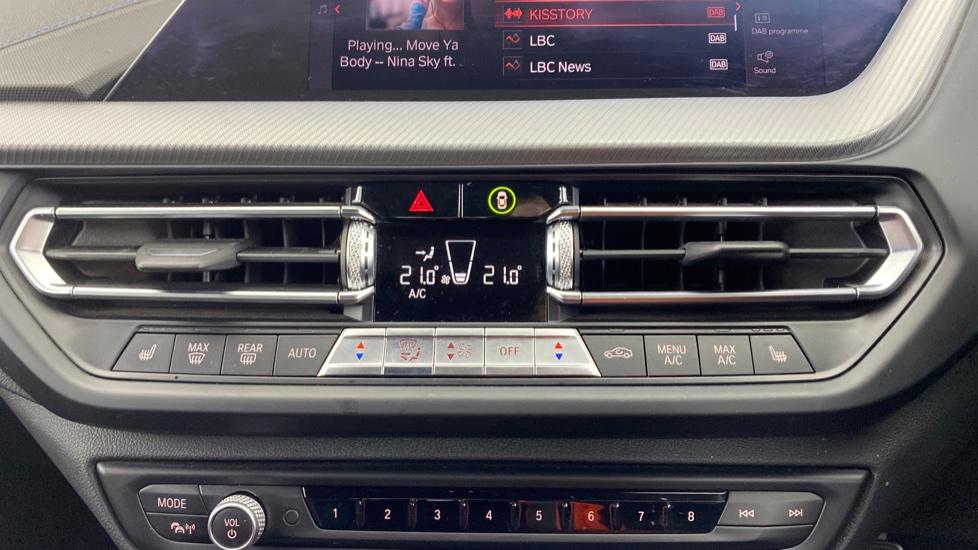 KISSTORY DAB
Playing... Move Ya
Body -- Nina Sky ft. .
LBC DAB
LBC News DAB
DAB programme
Sound
21.0° 21.0°
A/C
MAX
REAR
AUTO
OFF
MENU
A/C
MAX
A/C
MODE
VOL
1 2 3 4 5 6 7 8